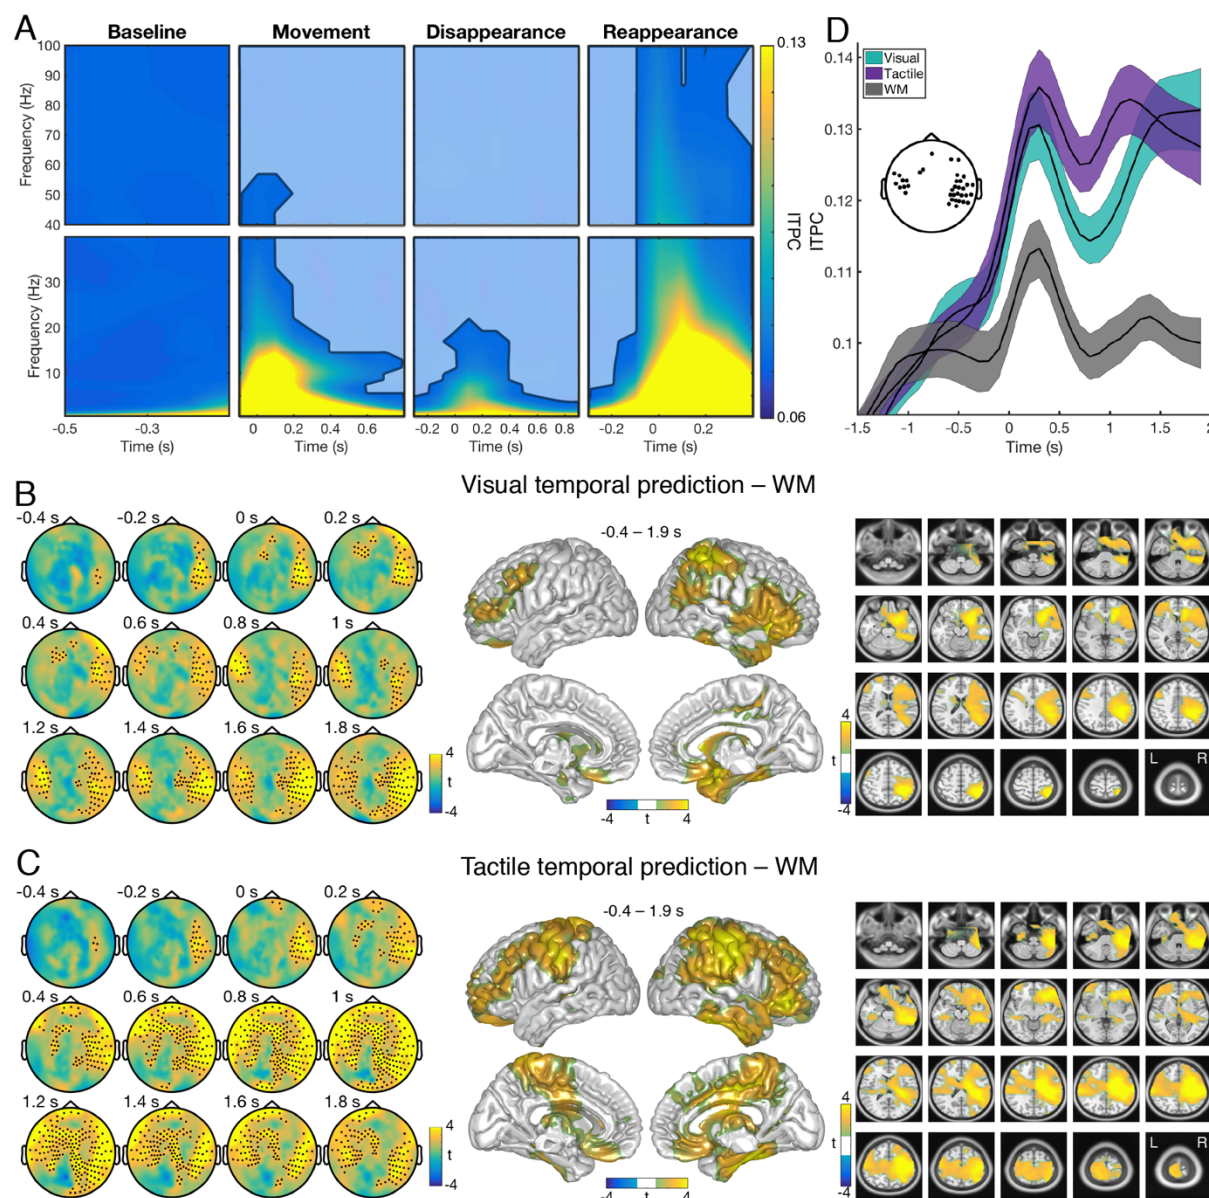 A
Baseline
Movement
Disappearance
Reappearance
Frequency (Hz)
100
90
80
70
60
50
40
Frequency (Hz)
30
20
10
-0.5
-0.3
Time (s)
0
0.2
0.4
0.6
Time (s)
-0.2
0
0.2
0.4
0.6
0.8
Time (s)
-0.2
0
0.2
Time (s)
0.13
ITPC
0.06
D
Visual
Tactile
WM
ITPC
0.14
0.13
0.12
0.11
0.1
-1.5
-1
-0.5
0
0.5
1
1.5
2
Time (s)
B
Visual temporal prediction – WM
-0.4 s
-0.2 s
0 s
0.2 s
0.4 s
0.6 s
0.8 s
1 s
1.2 s
1.4 s
1.6 s
1.8 s
4
t
-4
-0.4 – 1.9 s
-4
t
4
4
t
-4
L
R
C
Tactile temporal prediction – WM
-0.4 s
-0.2 s
0 s
0.2 s
0.4 s
0.6 s
0.8 s
1 s
1.2 s
1.4 s
1.6 s
1.8 s
4
t
-4
-0.4 – 1.9 s
-4
t
4
4
t
-4
L
R